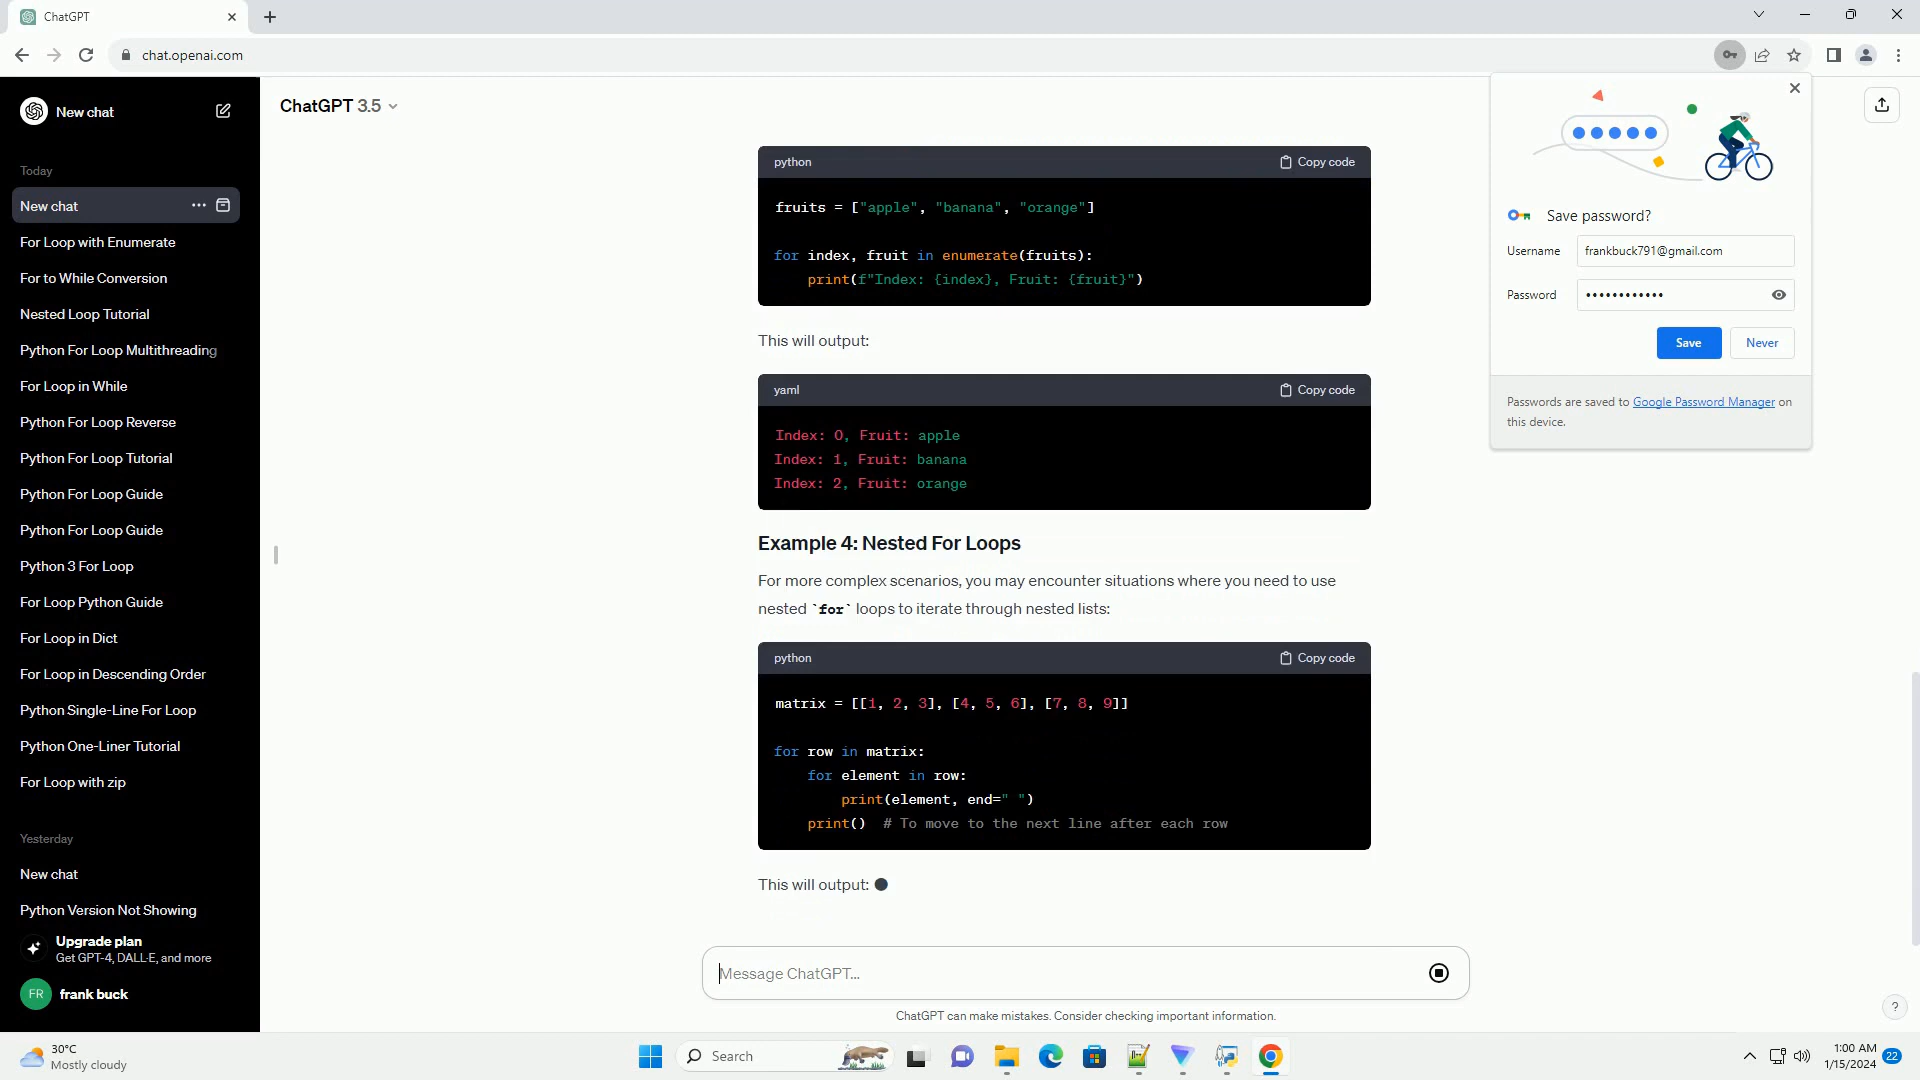 ChatGPT
chat.openai.com
New chat
Today
New chat
For Loop with Enumerate
For to While Conversion
Nested Loop Tutorial
Python For Loop Multithreading
For Loop in While
Python For Loop Reverse
Python For Loop Tutorial
Python For Loop Guide
Python For Loop Guide
Python 3 For Loop
For Loop Python Guide
For Loop in Dict
For Loop in Descending Order
Python Single-Line For Loop
Python One-Liner Tutorial
For Loop with zip
Yesterday
New chat
Python Version Not Showing
Upgrade plan
Get GPT-4, DALL·E, and more
FR frank buck
ChatGPT 3.5
python Copy code
fruits = ["apple", "banana", "orange"]
for index, fruit in enumerate(fruits):
    print(f"Index: {index}, Fruit: {fruit}")
This will output:
yaml Copy code
Index: 0, Fruit: apple
Index: 1, Fruit: banana
Index: 2, Fruit: orange
Example 4: Nested For Loops
For more complex scenarios, you may encounter situations where you need to use
nested `for` loops to iterate through nested lists:
python Copy code
matrix = [[1, 2, 3], [4, 5, 6], [7, 8, 9]]
for row in matrix:
    for element in row:
        print(element, end=" ")
    print()  # To move to the next line after each row
This will output:
Message ChatGPT...
ChatGPT can make mistakes. Consider checking important information.
?
Save password?
Username frankbuck791@gmail.com
Password ••••••••••••
Save Never
Passwords are saved to Google Password Manager on
this device.
30°C
Mostly cloudy
Search
1:00 AM
1/15/2024
22